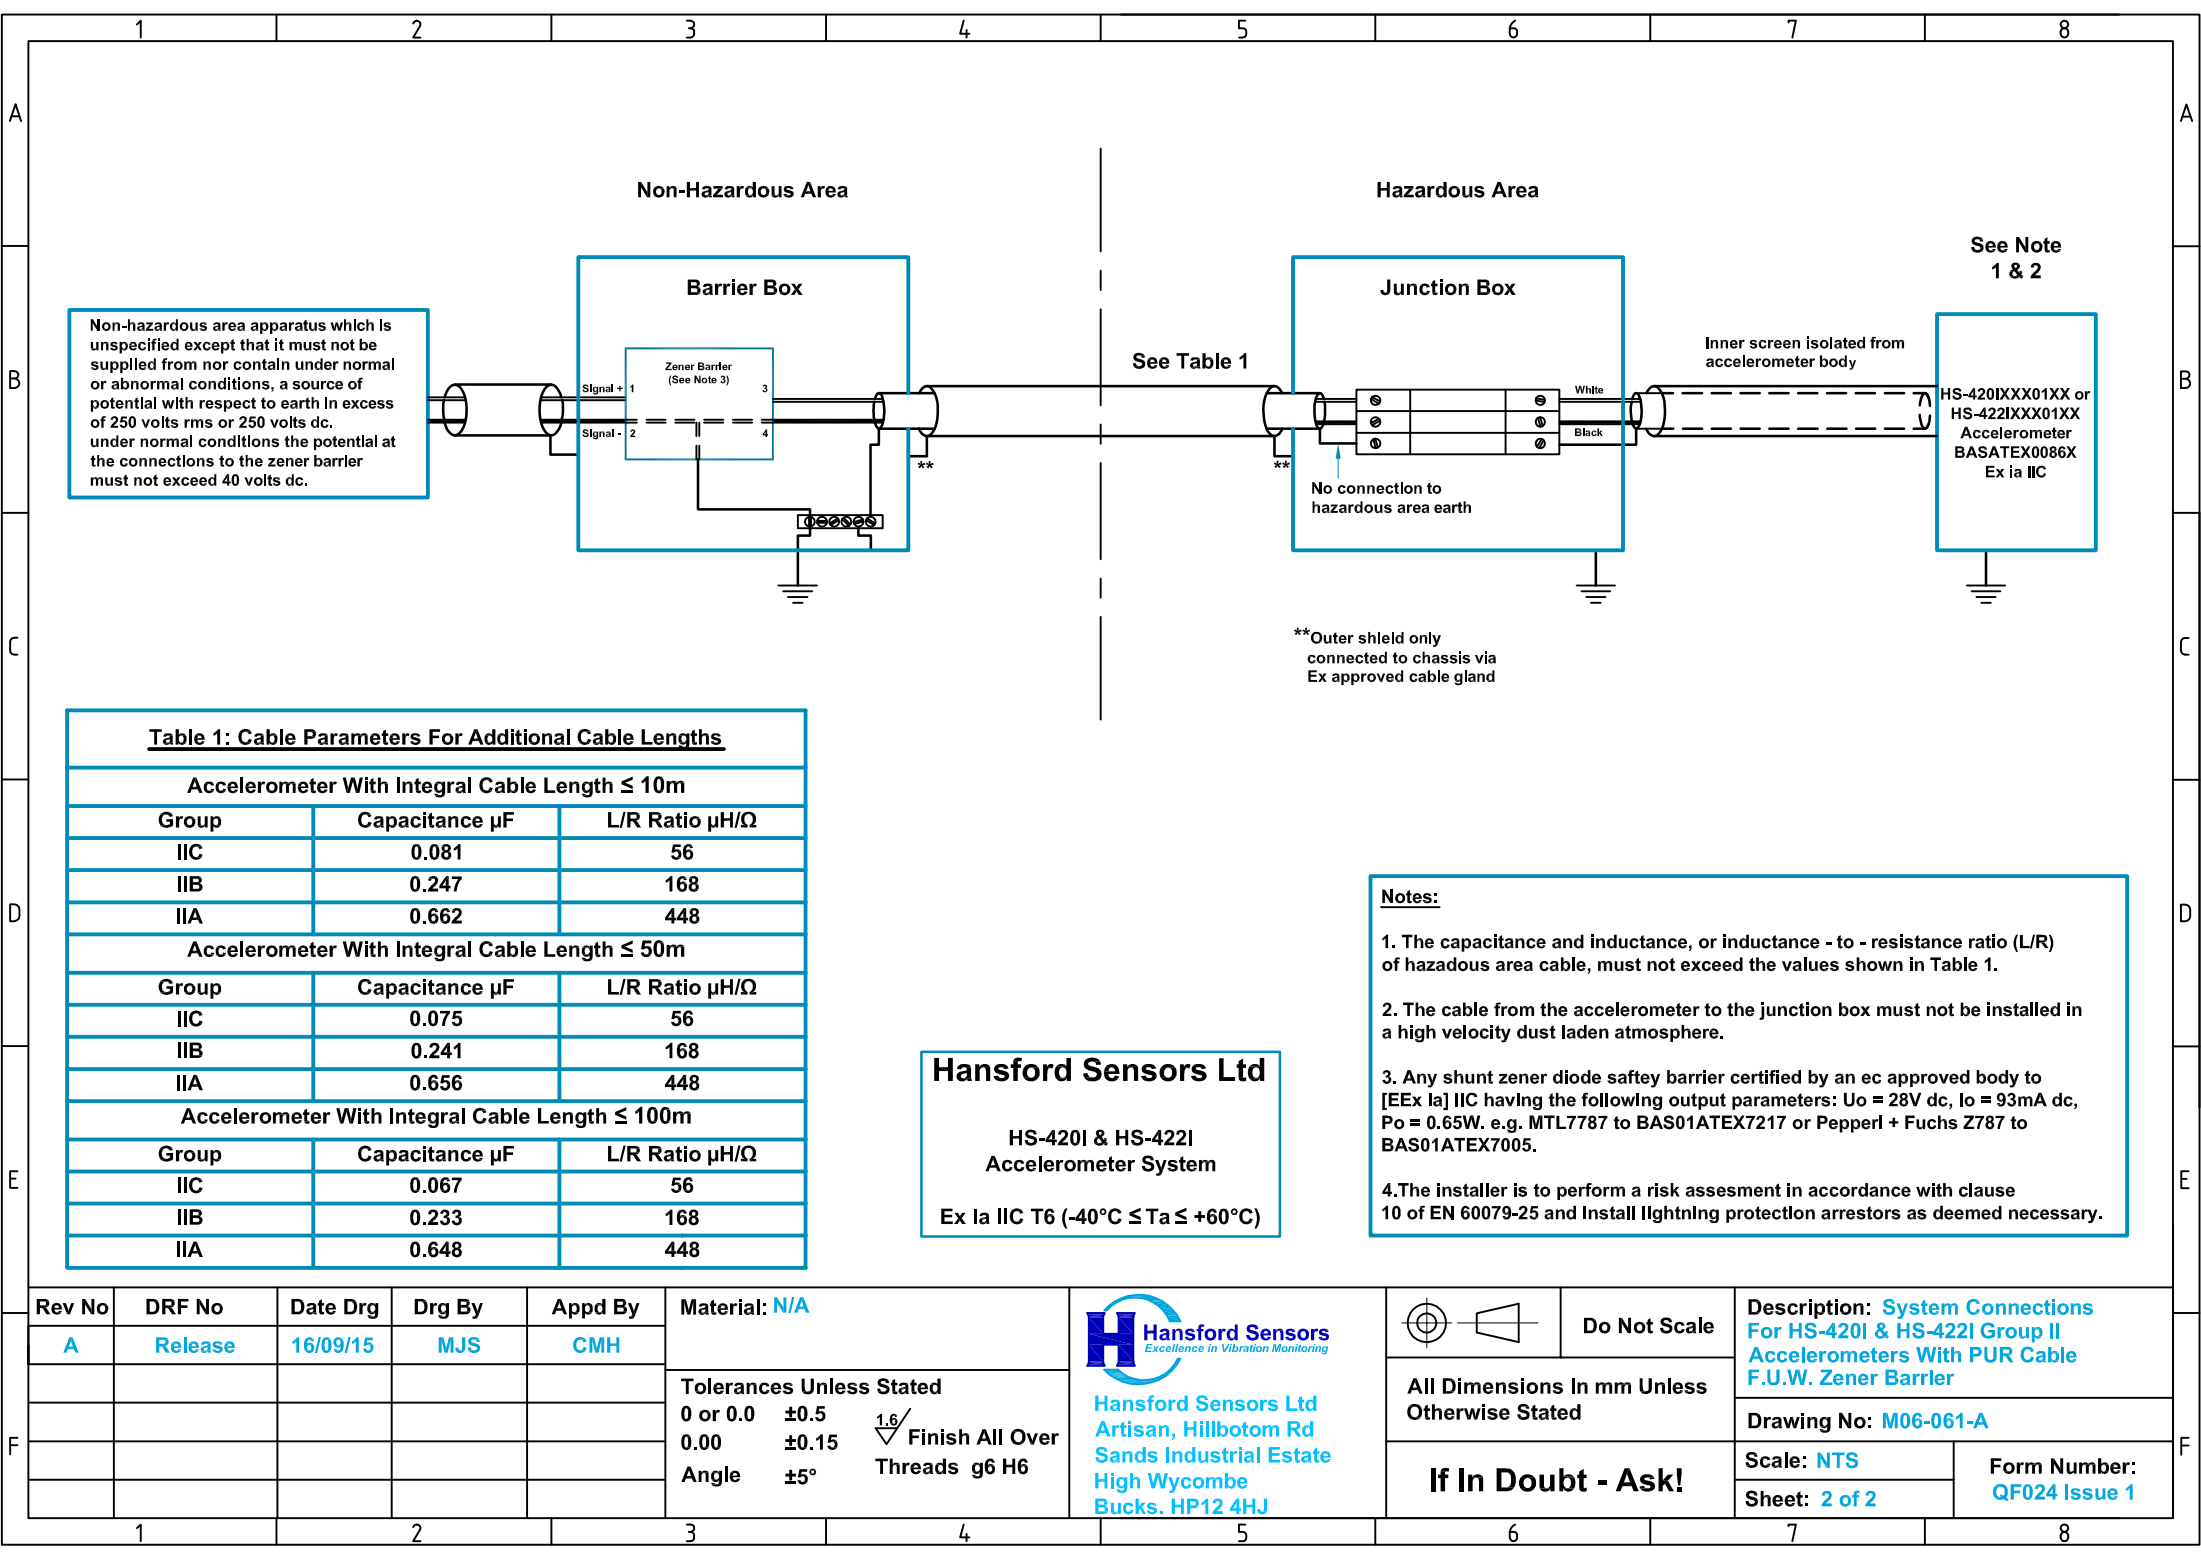 1 2 3 4 5 6 7 8
A A
B B
C C
D D
E E
F F
Non-Hazardous Area
Hazardous Area
See Note
1 & 2
Barrier Box
Junction Box
Non-hazardous area apparatus which is
unspecified except that it must not be
supplied from nor contain under normal
or abnormal conditions, a source of
potential with respect to earth in excess
of 250 volts rms or 250 volts dc.
under normal conditions the potential at
the connections to the zener barrier
must not exceed 40 volts dc.
Zener Barrier
(See Note 3)
Signal + 1 3
Signal - 2 4
See Table 1
**
**
White
Black
No connection to
hazardous area earth
Inner screen isolated from
accelerometer body
HS-420IXXX01XX or
HS-422IXXX01XX
Accelerometer
BASATEX0086X
Ex ia IIC
**Outer shield only
connected to chassis via
Ex approved cable gland
Table 1: Cable Parameters For Additional Cable Lengths
Accelerometer With Integral Cable Length ≤ 10m
Group Capacitance µF L/R Ratio µH/Ω
IIC 0.081 56
IIB 0.247 168
IIA 0.662 448
Accelerometer With Integral Cable Length ≤ 50m
Group Capacitance µF L/R Ratio µH/Ω
IIC 0.075 56
IIB 0.241 168
IIA 0.656 448
Accelerometer With Integral Cable Length ≤ 100m
Group Capacitance µF L/R Ratio µH/Ω
IIC 0.067 56
IIB 0.233 168
IIA 0.648 448
Hansford Sensors Ltd
HS-420I & HS-422I
Accelerometer System
Ex ia IIC T6 (-40°C ≤ Ta ≤ +60°C)
Notes:
1. The capacitance and inductance, or inductance - to - resistance ratio (L/R)
of hazadous area cable, must not exceed the values shown in Table 1.
2. The cable from the accelerometer to the junction box must not be installed in
a high velocity dust laden atmosphere.
3. Any shunt zener diode saftey barrier certified by an ec approved body to
[EEx ia] IIC having the following output parameters: Uo = 28V dc, Io = 93mA dc,
Po = 0.65W. e.g. MTL7787 to BAS01ATEX7217 or Pepperl + Fuchs Z787 to
BAS01ATEX7005.
4.The installer is to perform a risk assesment in accordance with clause
10 of EN 60079-25 and install lightning protection arrestors as deemed necessary.
Rev No DRF No Date Drg Drg By Appd By
A Release 16/09/15 MJS CMH
Material: N/A
Tolerances Unless Stated
0 or 0.0 ±0.5
0.00 ±0.15
Angle ±5°
1.6
Finish All Over
Threads g6 H6
H
Hansford Sensors
Excellence in Vibration Monitoring
Hansford Sensors Ltd
Artisan, Hillbotom Rd
Sands Industrial Estate
High Wycombe
Bucks. HP12 4HJ
Do Not Scale
All Dimensions In mm Unless
Otherwise Stated
If In Doubt - Ask!
Description: System Connections
For HS-420I & HS-422I Group II
Accelerometers With PUR Cable
F.U.W. Zener Barrier
Drawing No: M06-061-A
Scale: NTS
Sheet: 2 of 2
Form Number:
QF024 Issue 1
1 2 3 4 5 6 7 8